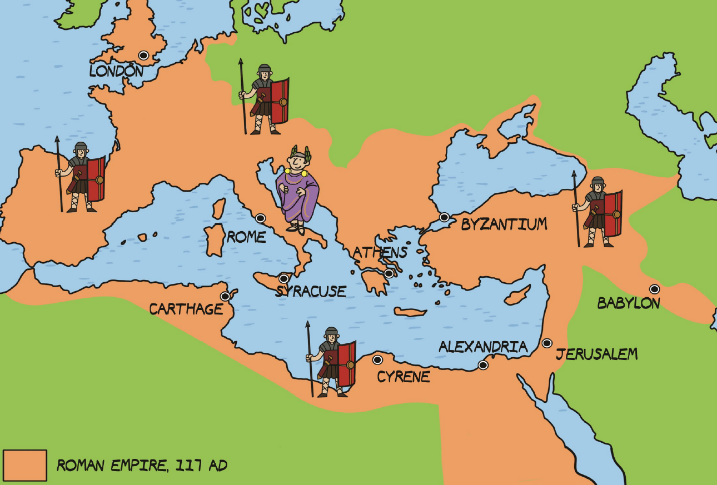 LONDON
BYZANTIUM
ROME
ATHENS
SYRACUSE
BABYLON
CARTHAGE
ALEXANDRIA
JERUSALEM
CYRENE
ROMAN EMPIRE, 117 AD